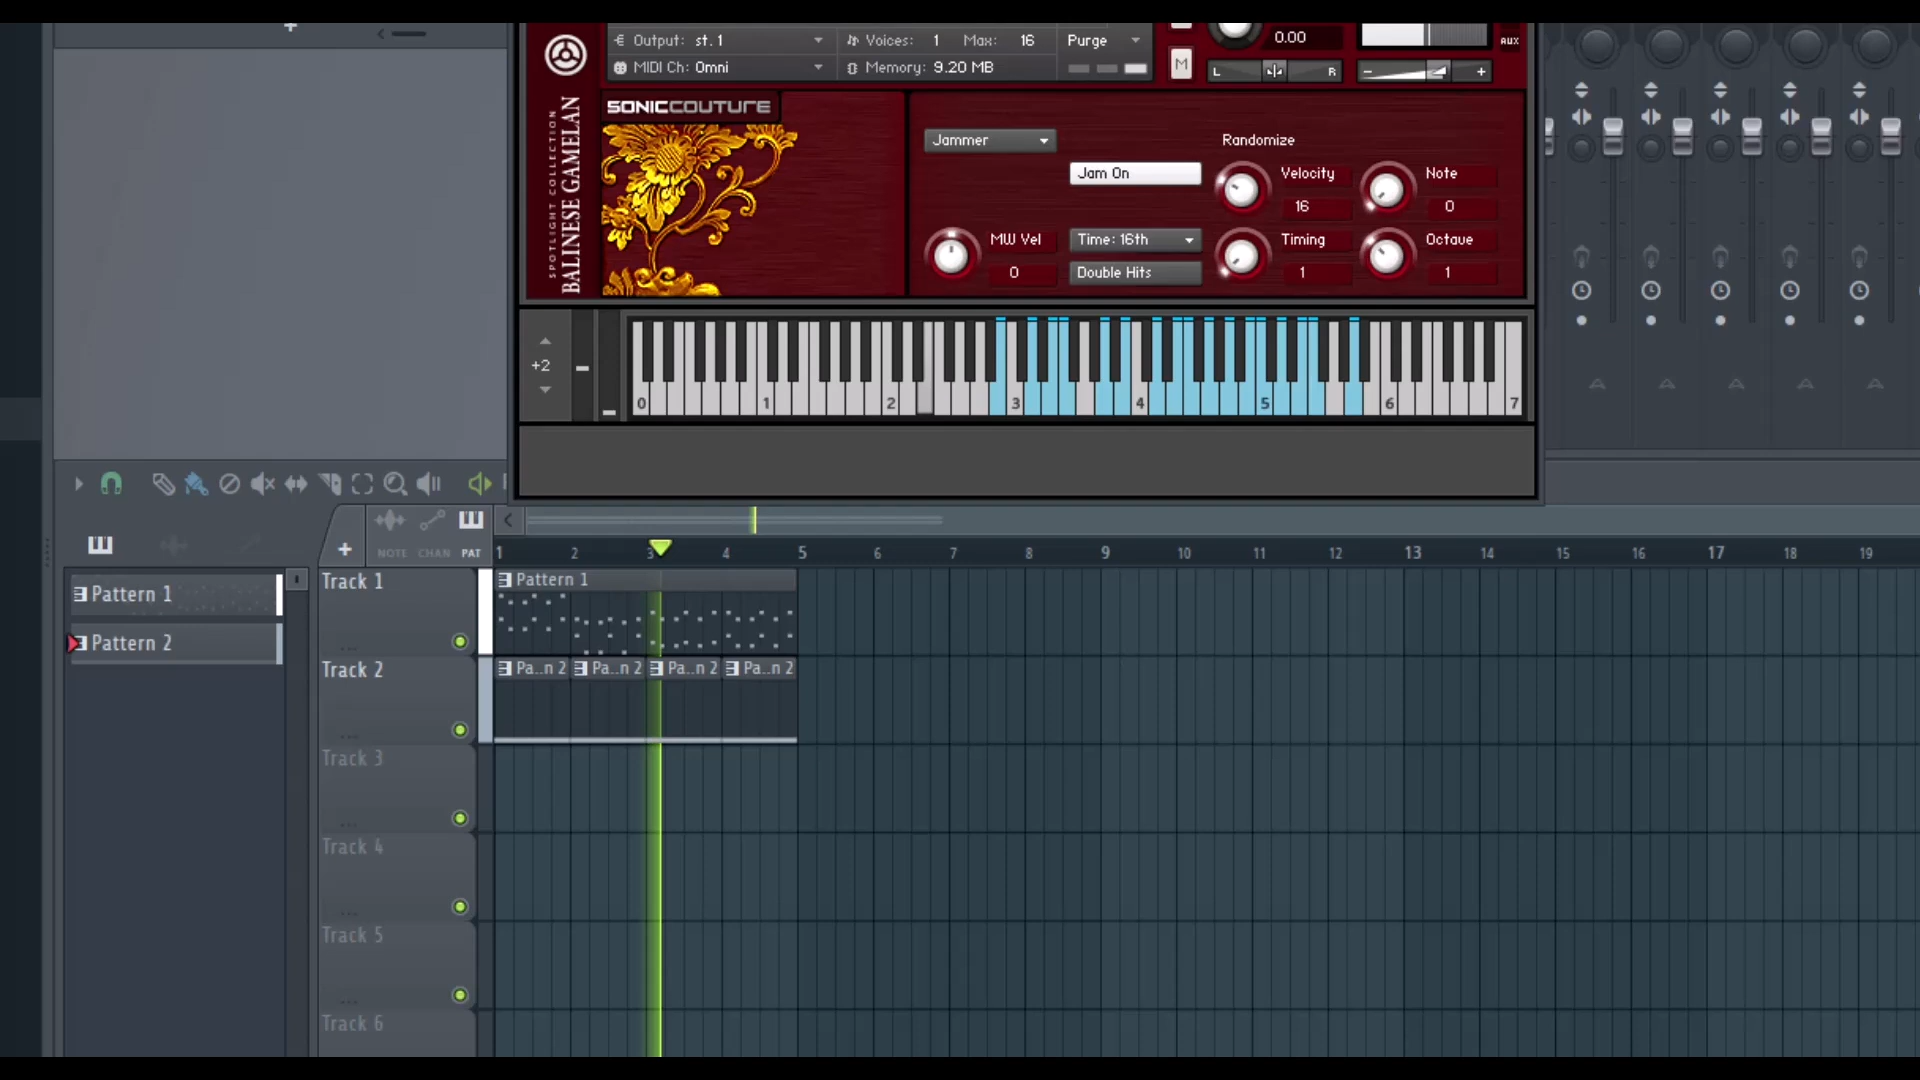 Output: st. 1
Voices: 1 Max: 16
Purge
0.00
AUX
MIDI Ch: Omni
Memory: 9.20 MB
M
L R
- +
SPOTLIGHT COLLECTION
BALINESE GAMELAN
SONICCOUTURE
Jammer
Randomize
Jam On
Velocity
16
Note
0
MW Vel
0
Time: 16th
Double Hits
Timing
1
Octave
1
+2
0 1 2 3 4 5 6 7
+
NOTE CHAN PAT
1 2 3 4 5 6 7 8 9 10 11 12 13 14 15 16 17 18 19
Pattern 1
Pattern 2
Track 1
Pattern 1
Track 2
Pa..n 2 Pa..n 2 Pa..n 2 Pa..n 2
Track 3
Track 4
Track 5
Track 6